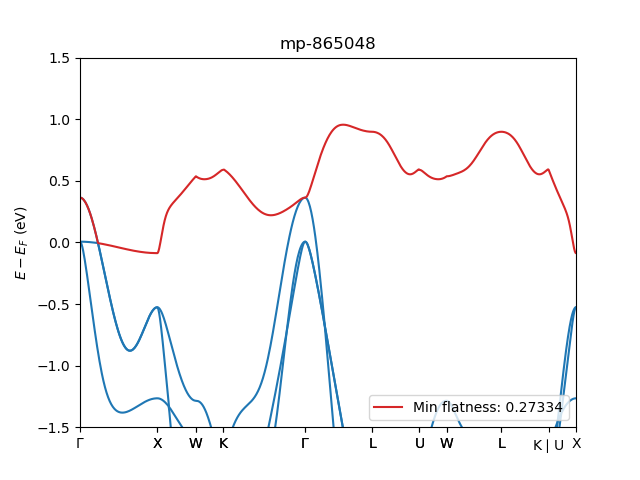 mp-865048
1.5
1.0
0.5
0.0
−0.5
−1.0
−1.5
E − E_F (eV)
Min flatness: 0.27334
Γ X W K Γ L U W L K | U X